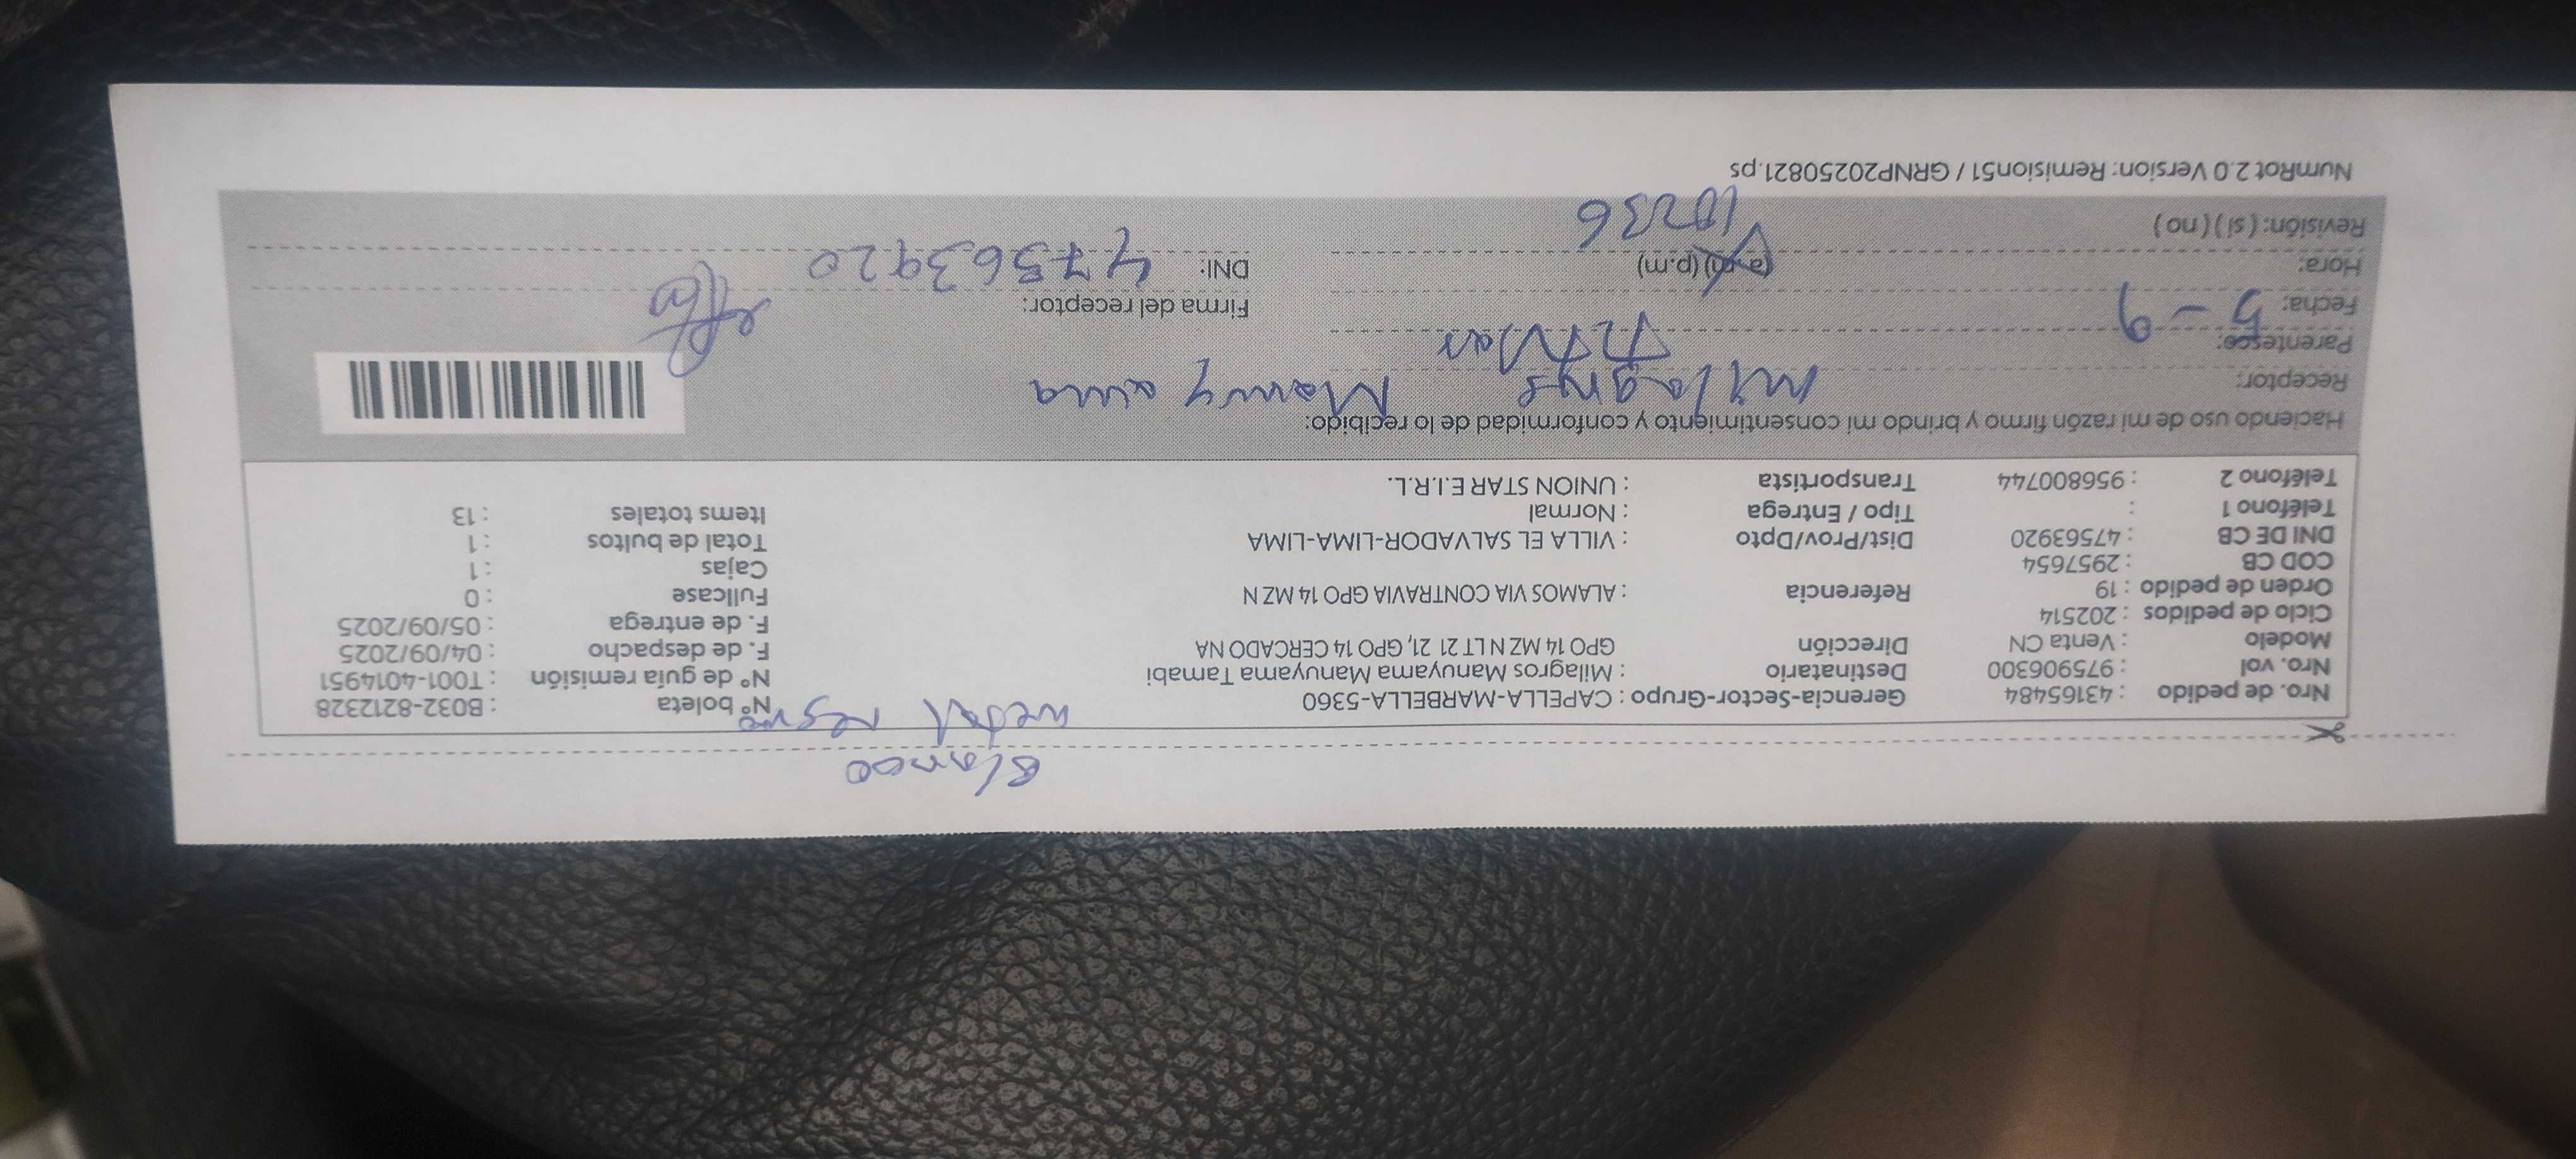 Blanco
metal negro
Nro. de pedido : 43165484 Gerencia-Sector-Grupo : CAPELLA-MARBELLA-5360 N° boleta : B032-8212328
Nro. vol : 975906300 Destinatario : Milagros Manuyama Manuyama Tamabi N° de guía remisión : T001-4014951
Modelo : Venta CN Dirección GPO 14 MZ N LT 21 21, GPO 14 CERCADO NA F. de despacho : 04/09/2025
Ciclo de pedidos : 202514 F. de entrega : 05/09/2025
Orden de pedido : 19 Referencia : ALAMOS VIA CONTRAVIA GPO 14 MZ N Fullcase : 0
COD CB : 2957654 Cajas : 1
DNI DE CB : 47563920 Dist/Prov/Dpto : VILLA EL SALVADOR-LIMA-LIMA Total de bultos : 1
Teléfono 1 : Tipo / Entrega : Normal Items totales : 13
Teléfono 2 : 956800744 Transportista : UNION STAR E.I.R.L.
Haciendo uso de mi razón firmo y brindo mi consentimiento y conformidad de lo recibido:
Receptor: Milagros Manuyama
Parentesco: Titular
Fecha: 5-9 Firma del receptor:
Hora: (a.m) (p.m) DNI: 47563920
10:36
Revisión: ( si ) ( no )
NumRot 2.0 Version: Remision51 / GRNP20250821.ps